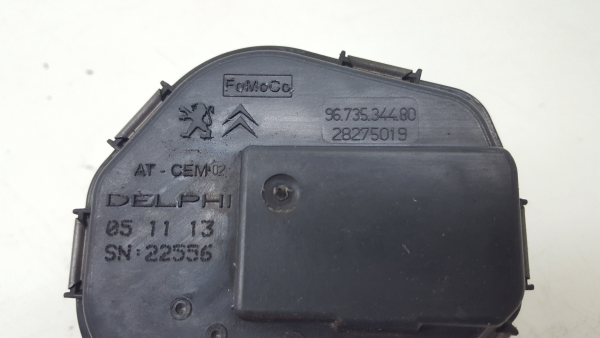 FoMoCo
96.735.344.80
28275019
AT - CEM 02
DELPHI
05 11 13
SN:22556